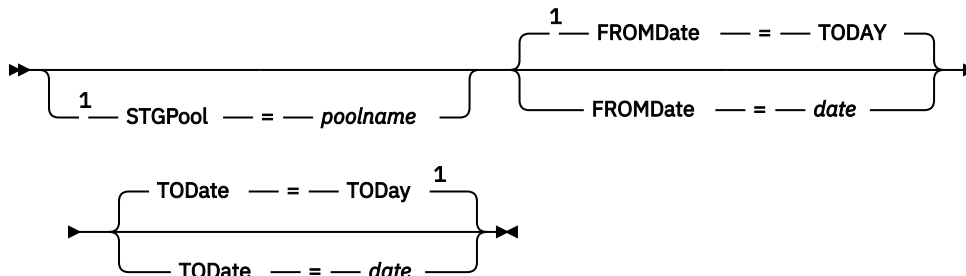 1 FROMDate = TODAY
1 STGPool = poolname FROMDate = date
TODate = TODay 1
TODate = date